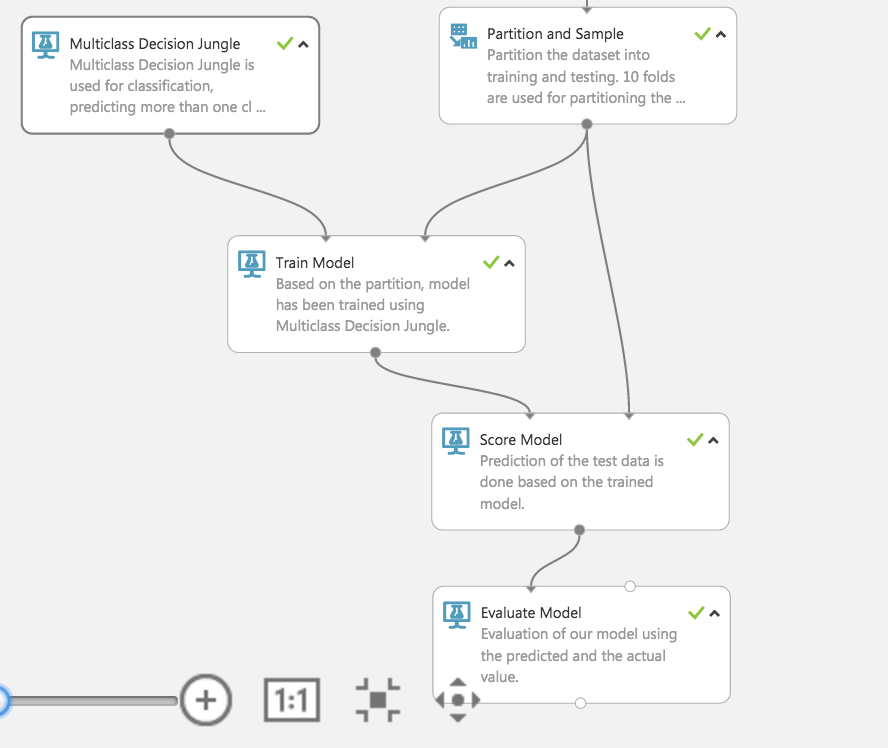 Multiclass Decision Jungle
Multiclass Decision Jungle is
used for classification,
predicting more than one cl ...
Partition and Sample
Partition the dataset into
training and testing. 10 folds
are used for partitioning the ...
Train Model
Based on the partition, model
has been trained using
Multiclass Decision Jungle.
Score Model
Prediction of the test data is
done based on the trained
model.
Evaluate Model
Evaluation of our model using
the predicted and the actual
value.
1:1